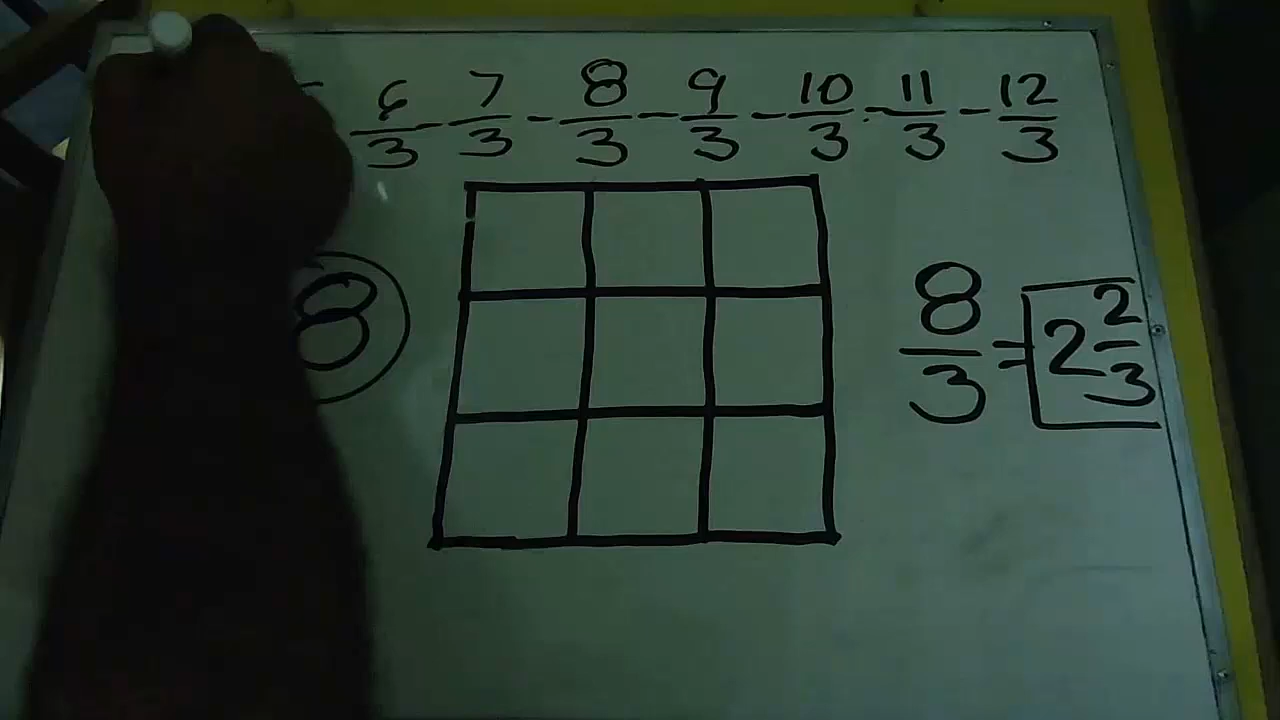 6/3 - 7/3 - 8/3 - 9/3 - 10/3 - 11/3 - 12/3
8
8/3 = 2 2/3